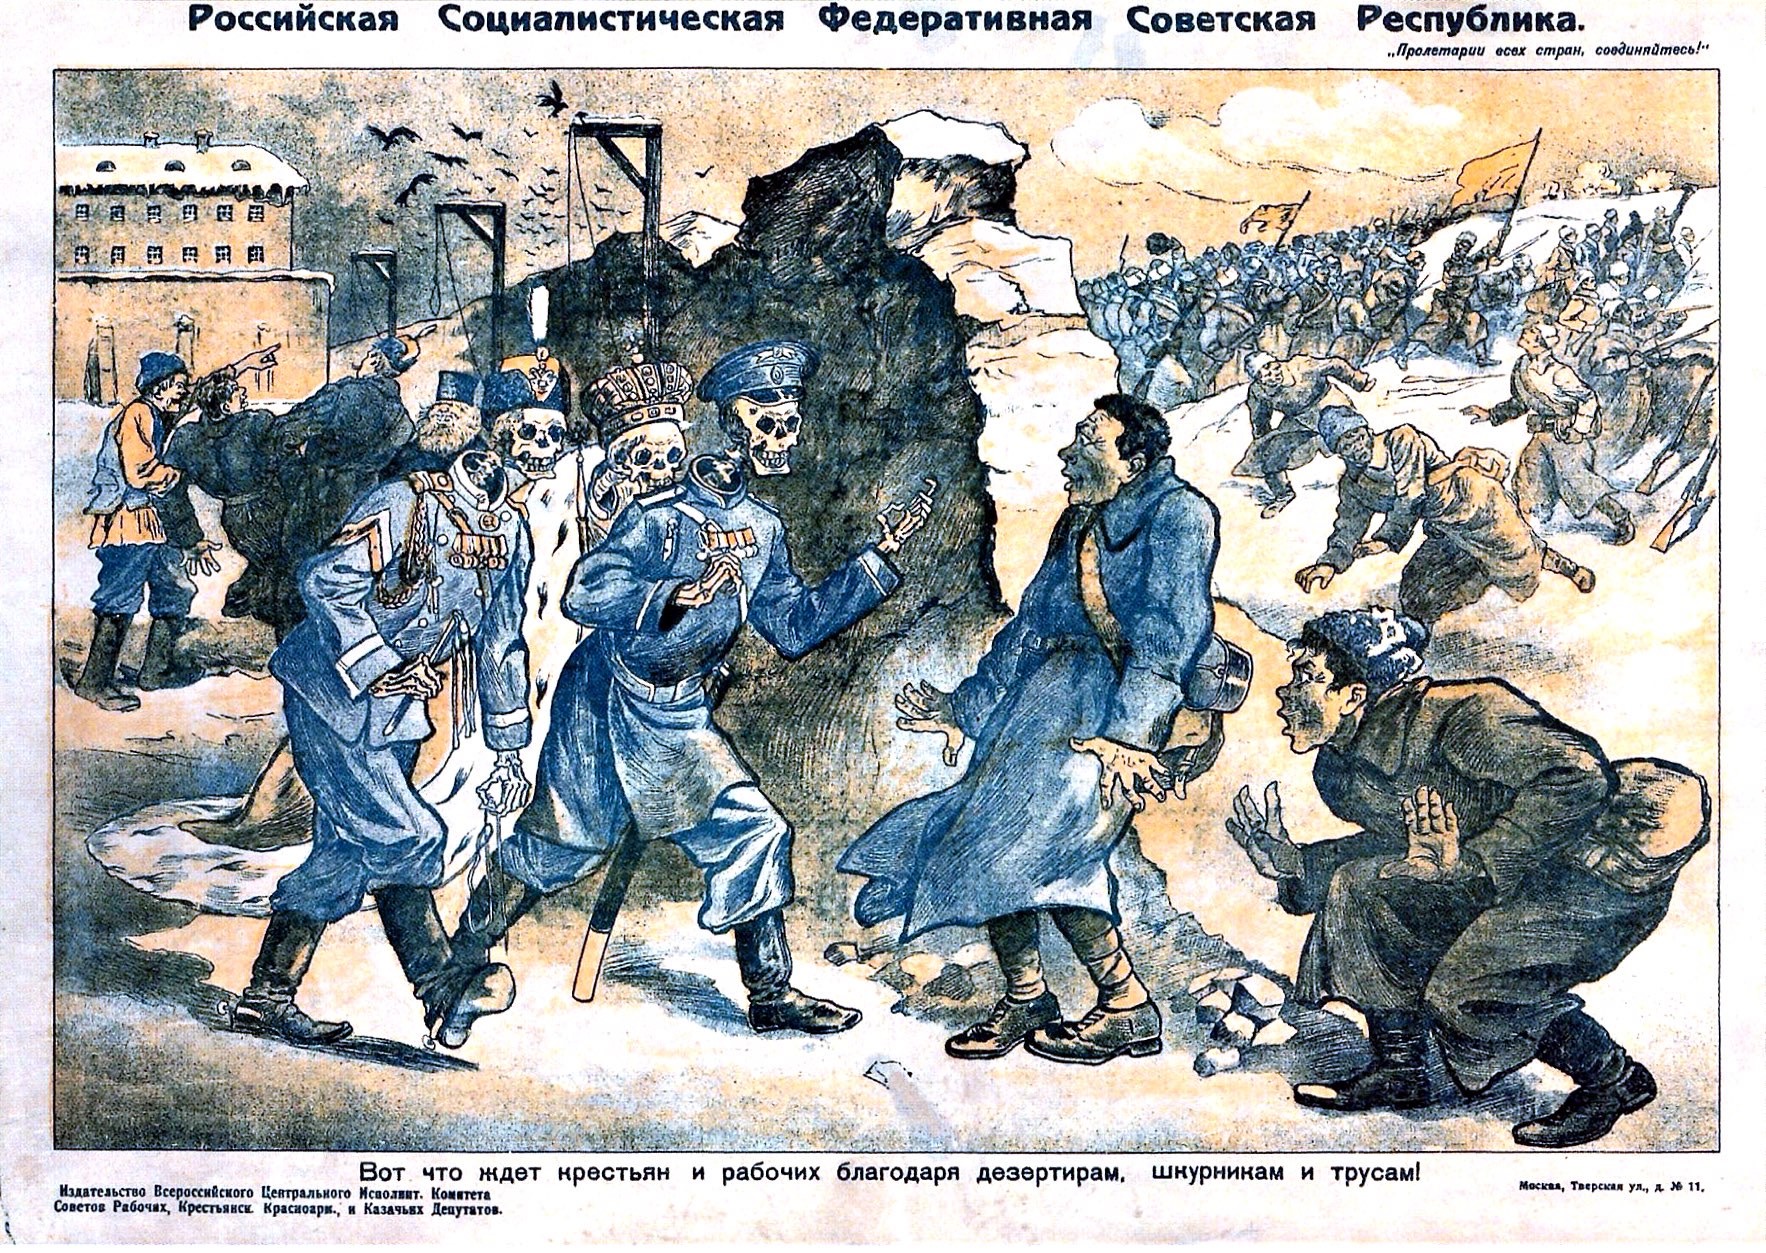 Российская Социалистическая Федеративная Советская Республика.
„Пролетарии всех стран, соединяйтесь!“
Вот что ждет крестьян и рабочих благодаря дезертирам, шкурникам и трусам!
Издательство Всероссийского Центрального Исполнит. Комитета
Советов Рабочих, Крестьянск. Красноарм., и Казачьих Депутатов.
Москва, Тверская ул., д. № 11.